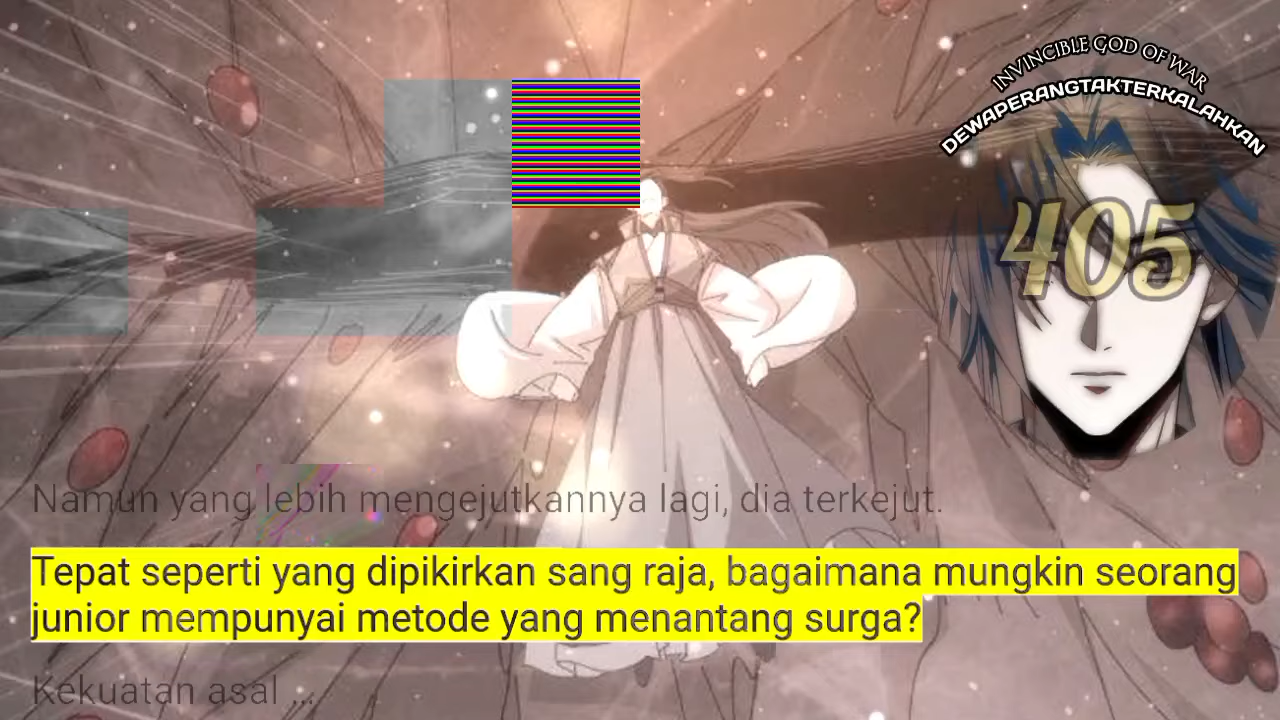 INVINCIBLE GOD OF WAR
DEWAPERANGTAKTERKALAHKAN
405
Namun yang lebih mengejutkannya lagi, dia terkejut.
Tepat seperti yang dipikirkan sang raja, bagaimana mungkin seorang
junior mempunyai metode yang menantang surga?
Kekuatan asal ...